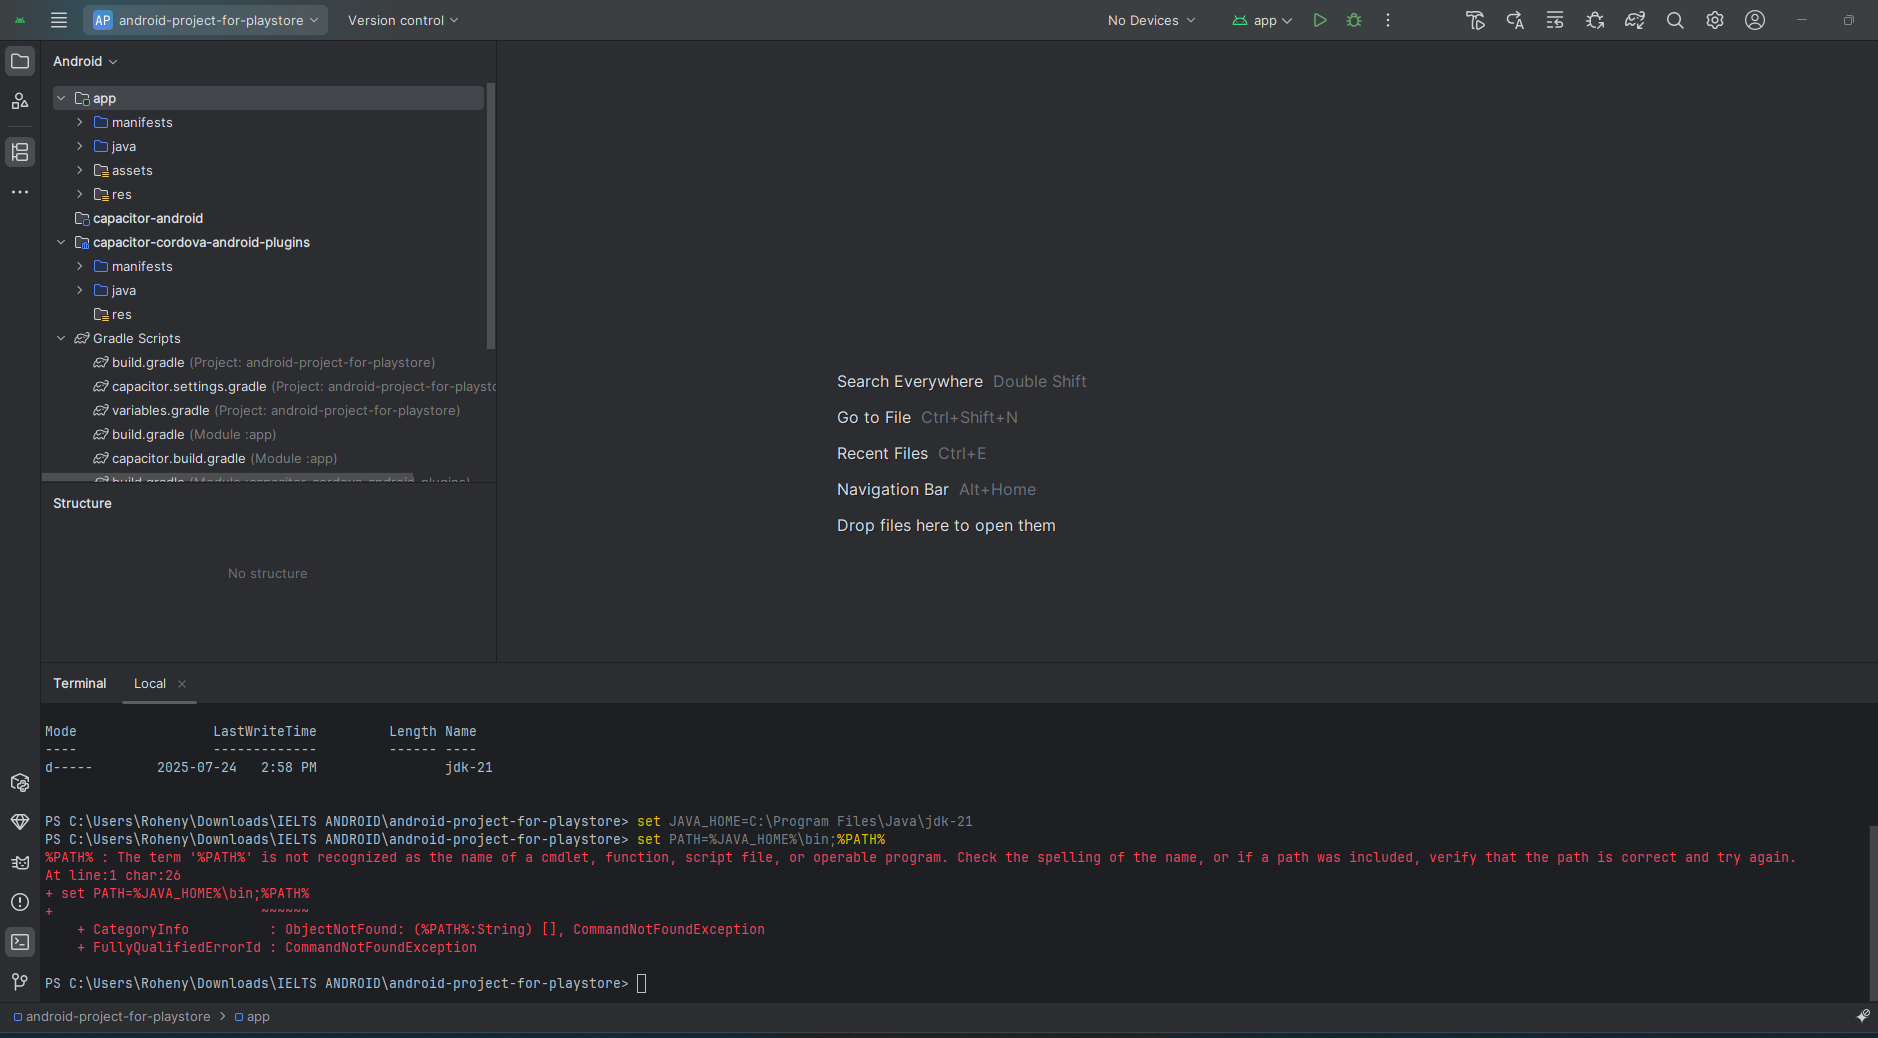 AP android-project-for-playstore Version control No Devices app
Android
app
manifests
java
assets
res
capacitor-android
capacitor-cordova-android-plugins
manifests
java
res
Gradle Scripts
build.gradle (Project: android-project-for-playstore)
capacitor.settings.gradle (Project: android-project-for-playsto
variables.gradle (Project: android-project-for-playstore)
build.gradle (Module :app)
capacitor.build.gradle (Module :app)
build.gradle (Module :capacitor-cordova-android-plugins)
Structure
No structure
Search Everywhere Double Shift
Go to File Ctrl+Shift+N
Recent Files Ctrl+E
Navigation Bar Alt+Home
Drop files here to open them
Terminal Local
Mode LastWriteTime Length Name
---- ------------- ------ ----
d----- 2025-07-24 2:58 PM jdk-21
PS C:\Users\Roheny\Downloads\IELTS ANDROID\android-project-for-playstore> set JAVA_HOME=C:\Program Files\Java\jdk-21
PS C:\Users\Roheny\Downloads\IELTS ANDROID\android-project-for-playstore> set PATH=%JAVA_HOME%\bin;%PATH%
%PATH% : The term '%PATH%' is not recognized as the name of a cmdlet, function, script file, or operable program. Check the spelling of the name, or if a path was included, verify that the path is correct and try again.
At line:1 char:26
+ set PATH=%JAVA_HOME%\bin;%PATH%
+ ~~~~~~
+ CategoryInfo : ObjectNotFound: (%PATH%:String) [], CommandNotFoundException
+ FullyQualifiedErrorId : CommandNotFoundException
PS C:\Users\Roheny\Downloads\IELTS ANDROID\android-project-for-playstore>
android-project-for-playstore > app